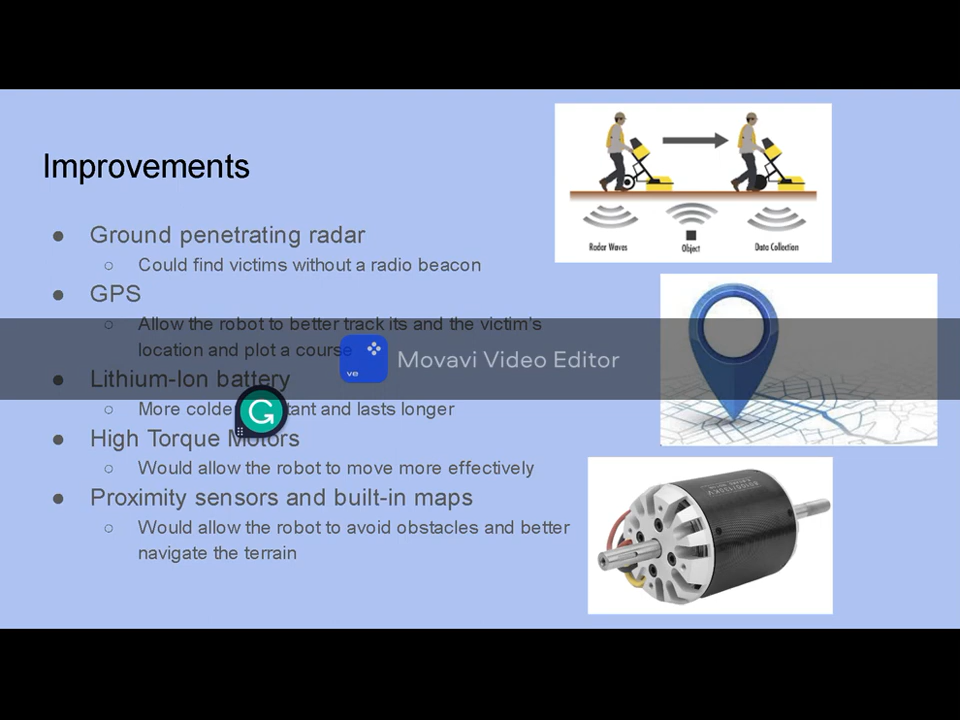 Improvements
● Ground penetrating radar
○ Could find victims without a radio beacon
● GPS
○ Allow the robot to better track its and the victim's
location and plot a course
● Lithium-Ion battery
○ More colde tant and lasts longer
● High Torque Motors
○ Would allow the robot to move more effectively
● Proximity sensors and built-in maps
○ Would allow the robot to avoid obstacles and better
navigate the terrain
Radar Waves
Object
Data Collection
ve
Movavi Video Editor